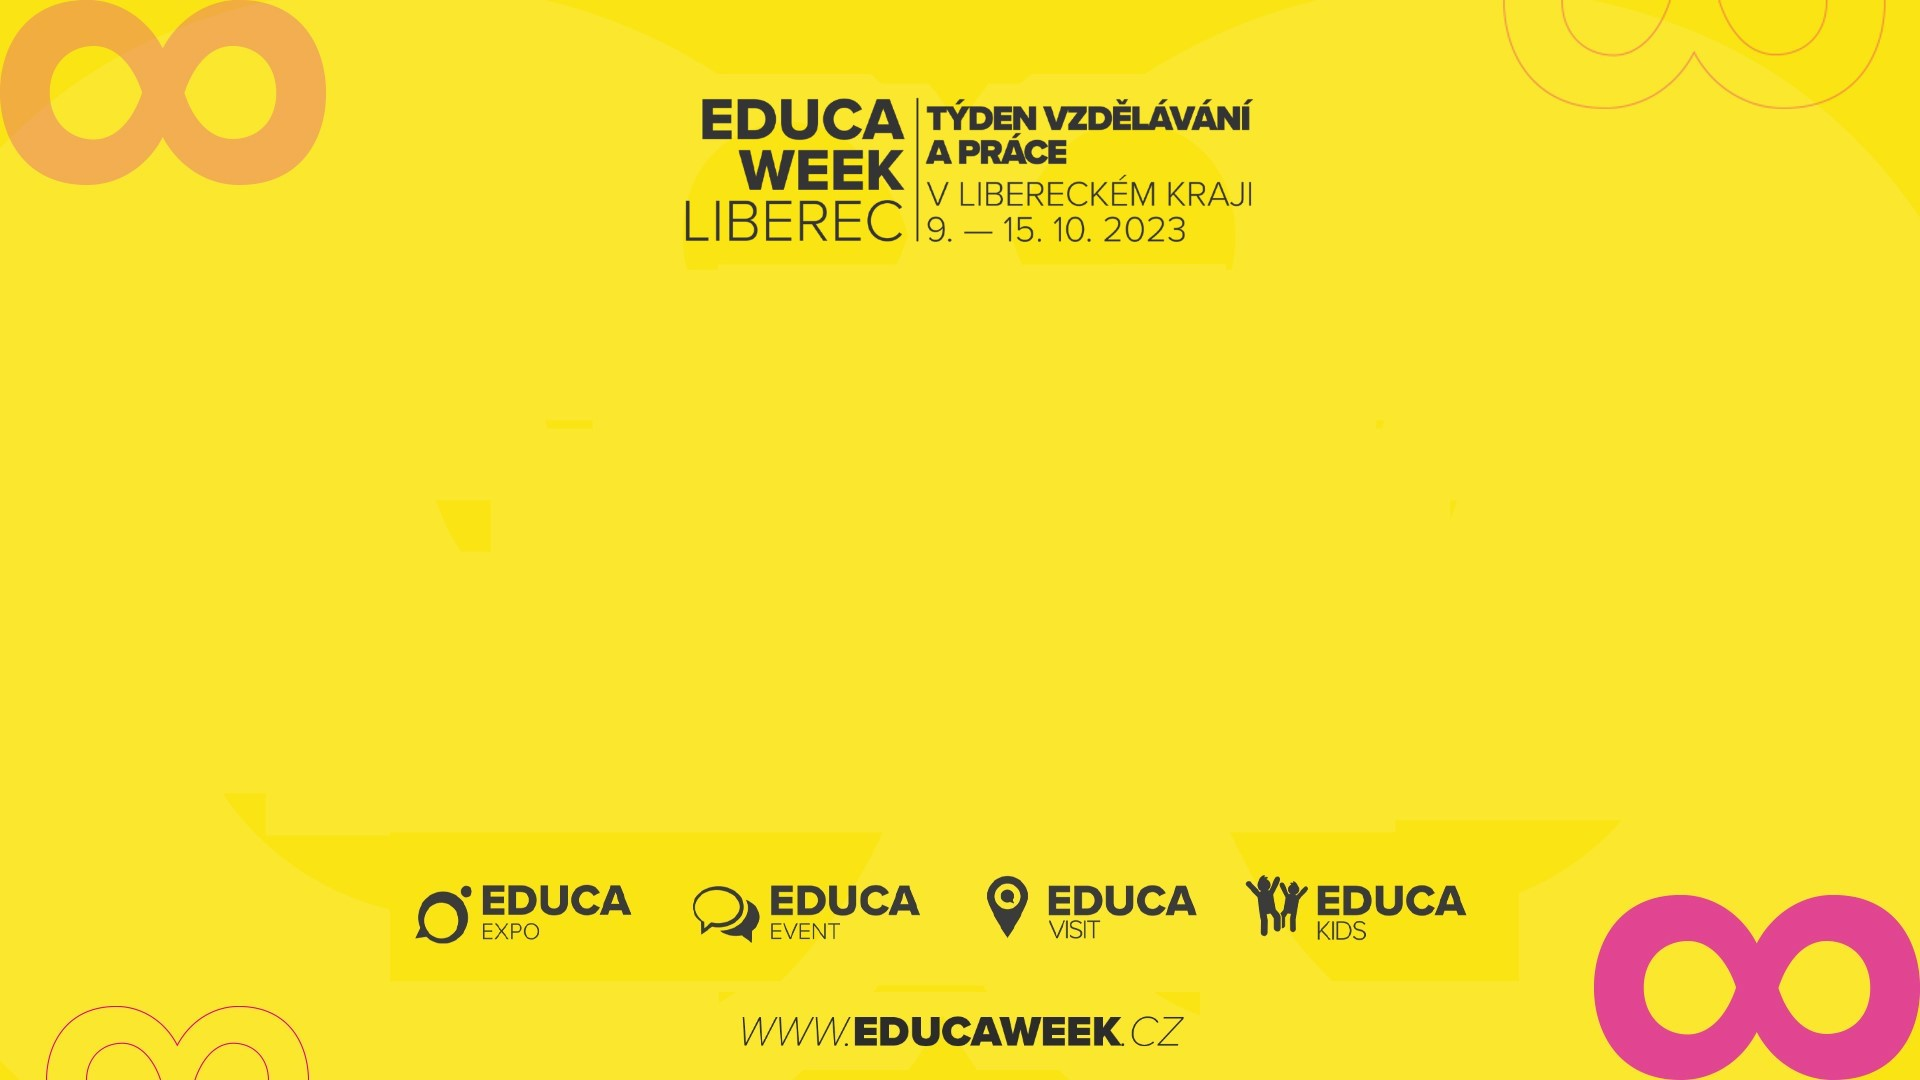 EDUCA
WEEK
LIBEREC
TÝDEN VZDĚLÁVÁNÍ
A PRÁCE
V LIBERECKÉM KRAJI
9. — 15. 10. 2023
EDUCA
EXPO
EDUCA
EVENT
EDUCA
VISIT
EDUCA
KIDS
WWW.EDUCAWEEK.CZ